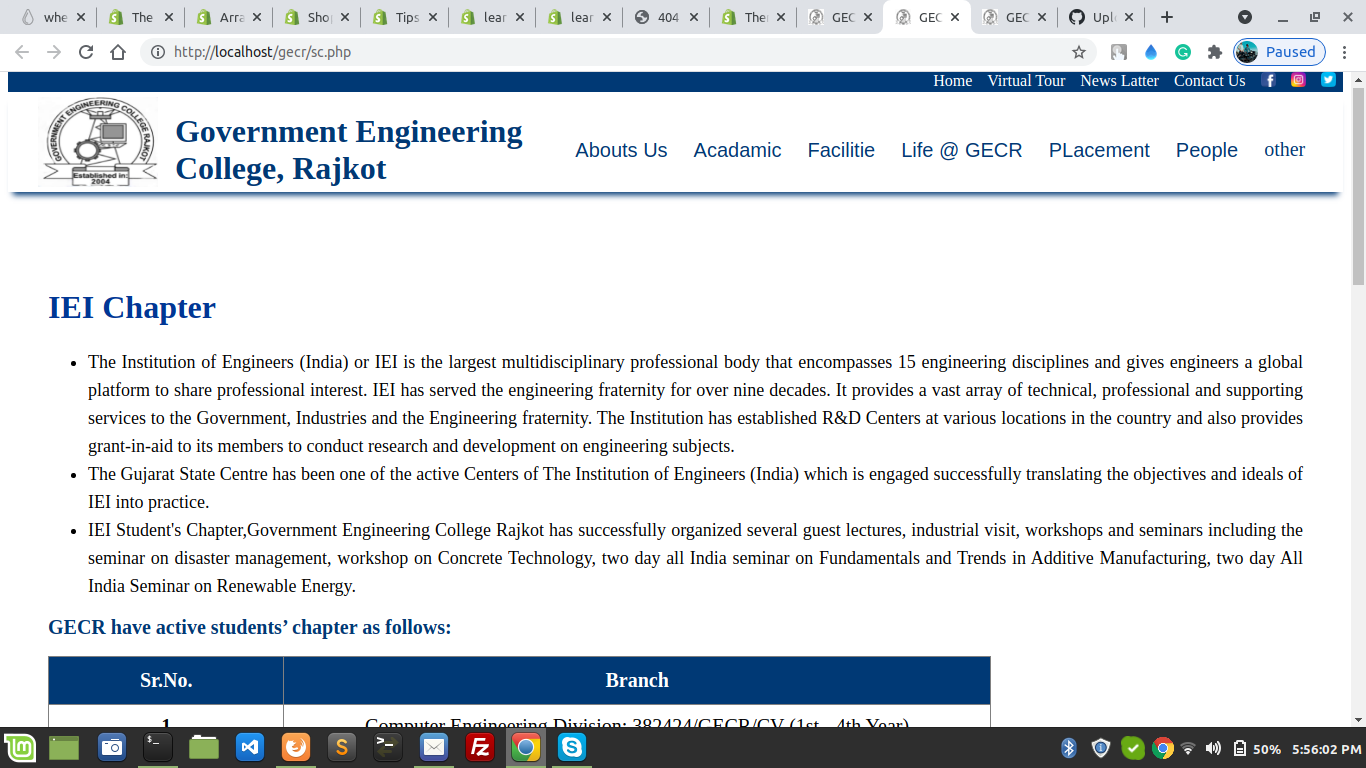 whe
The
Arra
Sho
Tips
lear
lear
404
Ther
GEC
GEC
GEC
Uplo
http://localhost/gecr/sc.php
Paused
Home Virtual Tour News Latter Contact Us
GOVERNMENT ENGINEERING COLLEGE RAJKOT
Established in:
2004
Government Engineering
College, Rajkot
Abouts Us Acadamic Facilitie Life @ GECR PLacement People other
IEI Chapter
The Institution of Engineers (India) or IEI is the largest multidisciplinary professional body that encompasses 15 engineering disciplines and gives engineers a global
platform to share professional interest. IEI has served the engineering fraternity for over nine decades. It provides a vast array of technical, professional and supporting
services to the Government, Industries and the Engineering fraternity. The Institution has established R&D Centers at various locations in the country and also provides
grant-in-aid to its members to conduct research and development on engineering subjects.
The Gujarat State Centre has been one of the active Centers of The Institution of Engineers (India) which is engaged successfully translating the objectives and ideals of
IEI into practice.
IEI Student's Chapter,Government Engineering College Rajkot has successfully organized several guest lectures, industrial visit, workshops and seminars including the
seminar on disaster management, workshop on Concrete Technology, two day all India seminar on Fundamentals and Trends in Additive Manufacturing, two day All
India Seminar on Renewable Energy.
GECR have active students’ chapter as follows:
Sr.No. Branch
1 Computer Engineering Division: 382424/GECR/CV (1st - 4th Year)
50% 5:56:02 PM